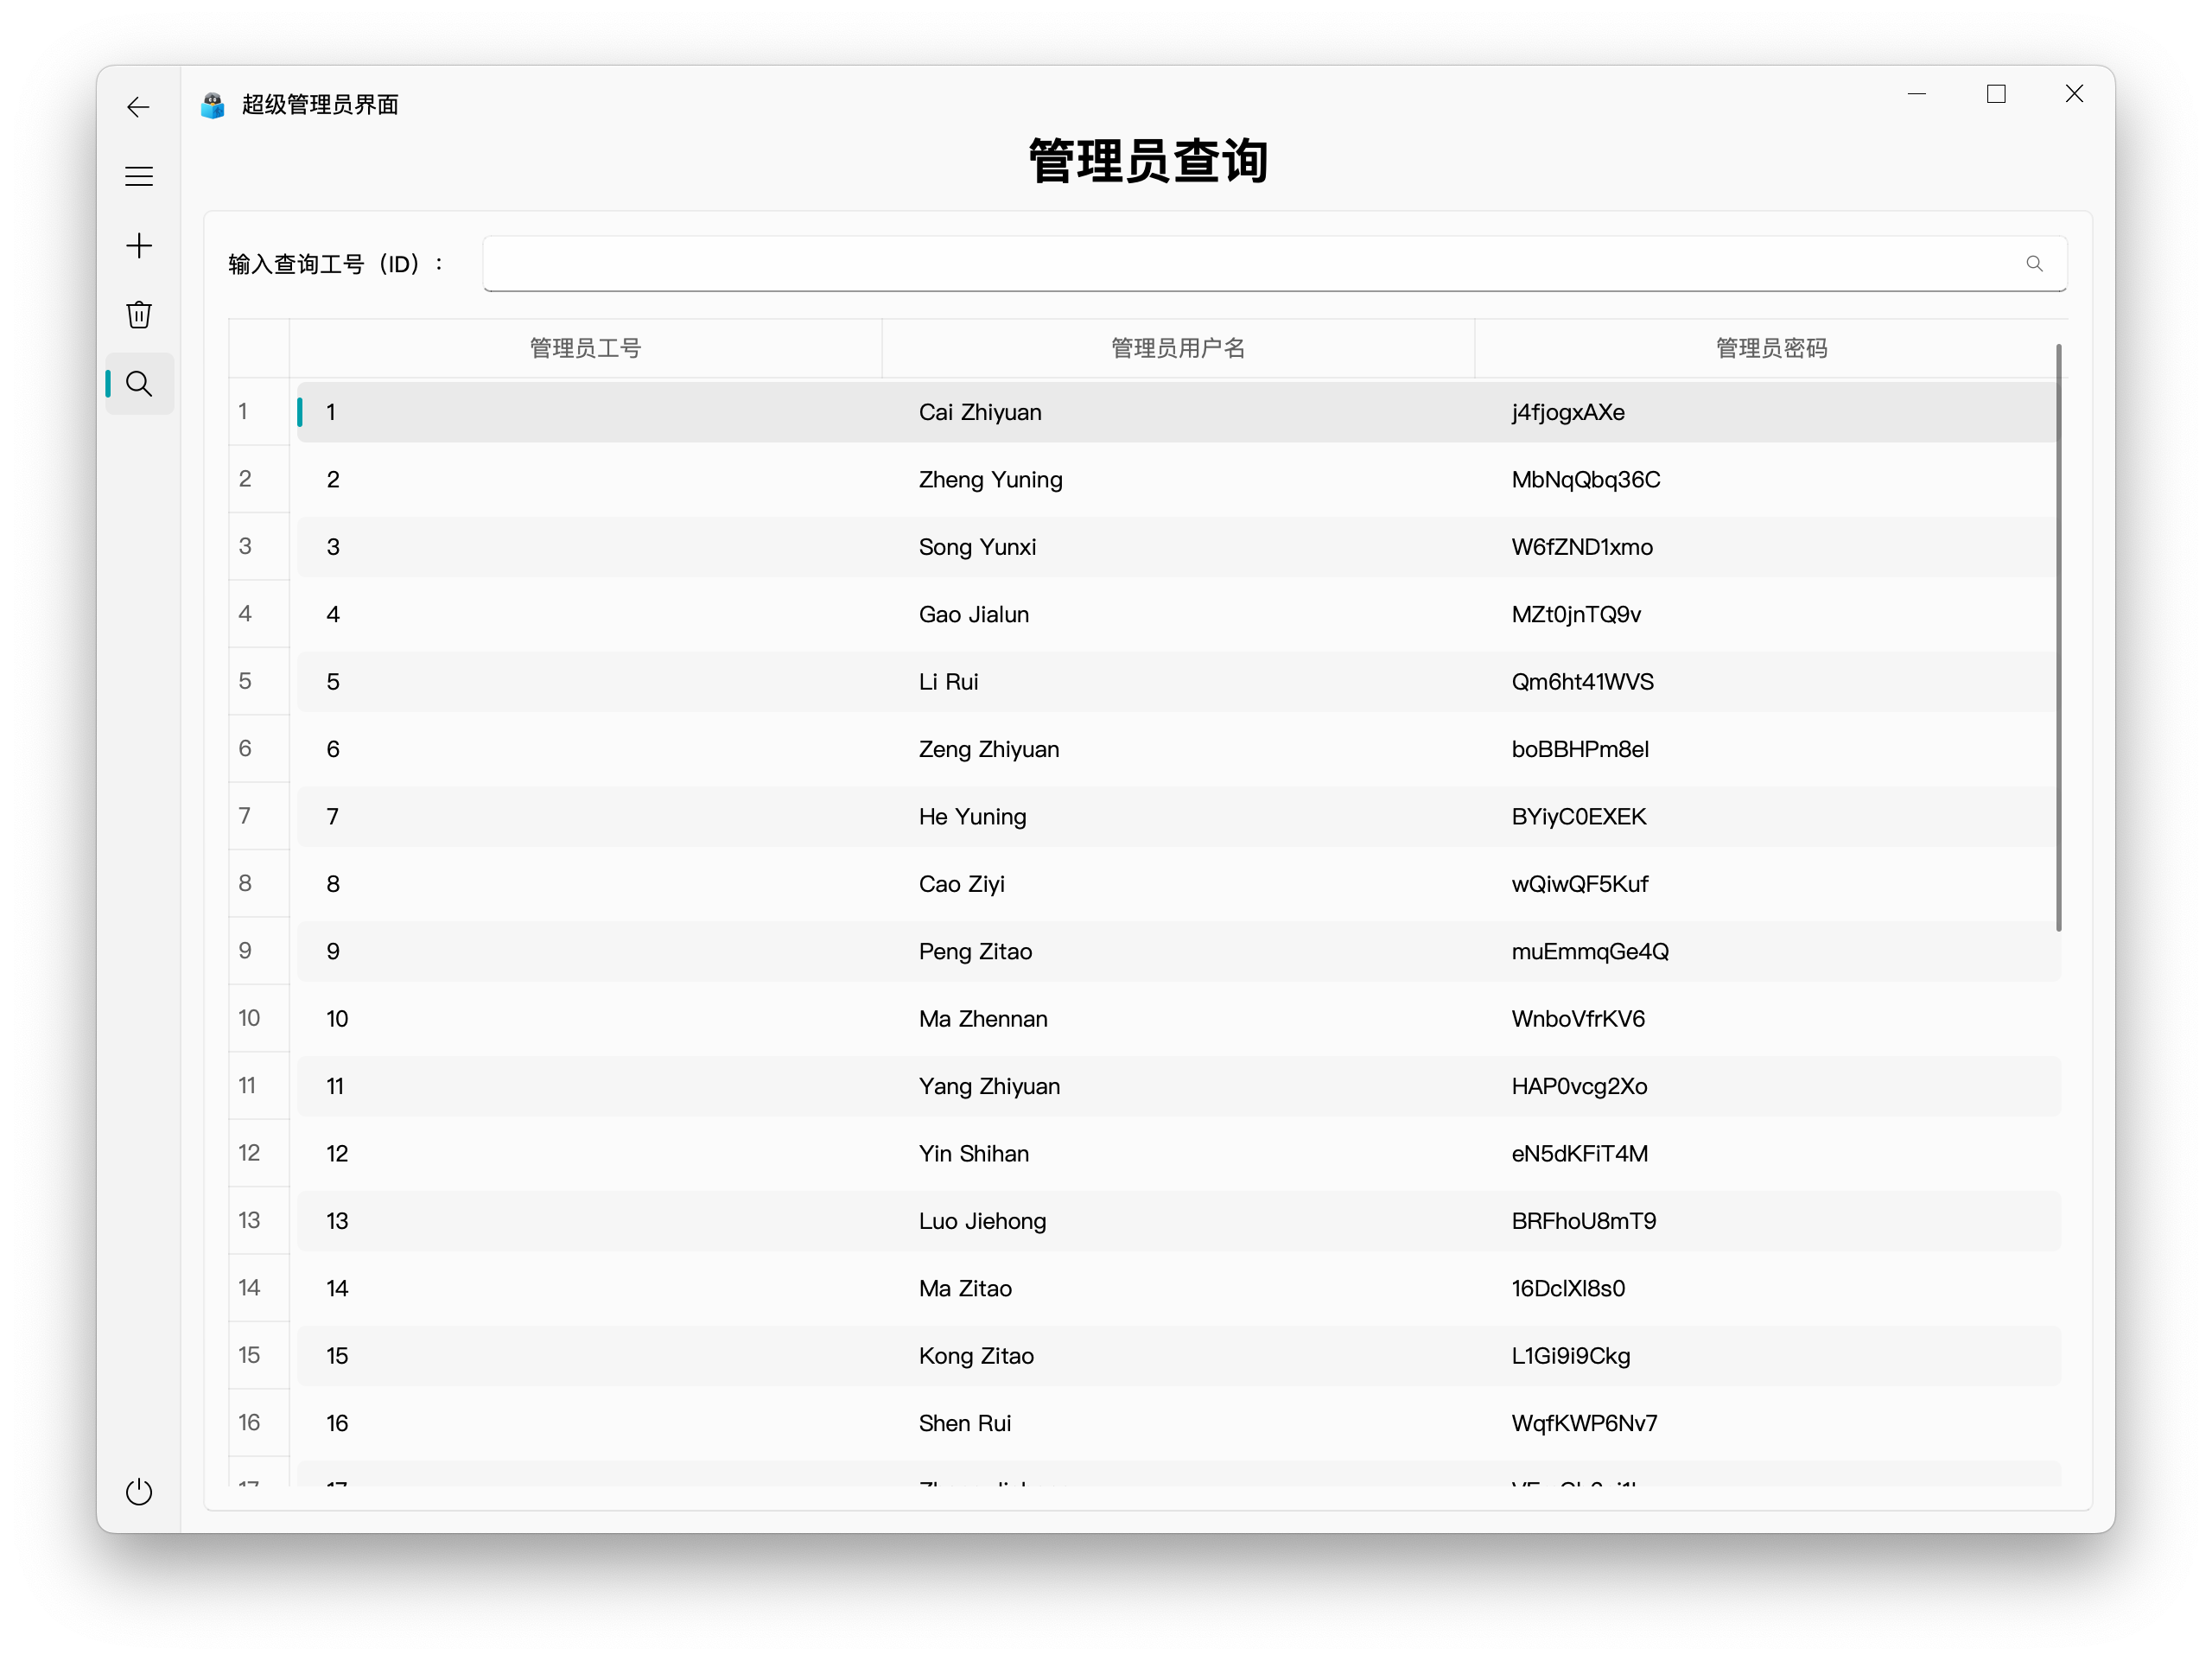 超级管理员界面
管理员查询
输入查询工号（ID）：
管理员工号 管理员用户名 管理员密码
1 1 Cai Zhiyuan j4fjogxAXe
2 2 Zheng Yuning MbNqQbq36C
3 3 Song Yunxi W6fZND1xmo
4 4 Gao Jialun MZt0jnTQ9v
5 5 Li Rui Qm6ht41WVS
6 6 Zeng Zhiyuan boBBHPm8el
7 7 He Yuning BYiyC0EXEK
8 8 Cao Ziyi wQiwQF5Kuf
9 9 Peng Zitao muEmmqGe4Q
10 10 Ma Zhennan WnboVfrKV6
11 11 Yang Zhiyuan HAP0vcg2Xo
12 12 Yin Shihan eN5dKFiT4M
13 13 Luo Jiehong BRFhoU8mT9
14 14 Ma Zitao 16DclXl8s0
15 15 Kong Zitao L1Gi9i9Ckg
16 16 Shen Rui WqfKWP6Nv7
17 17